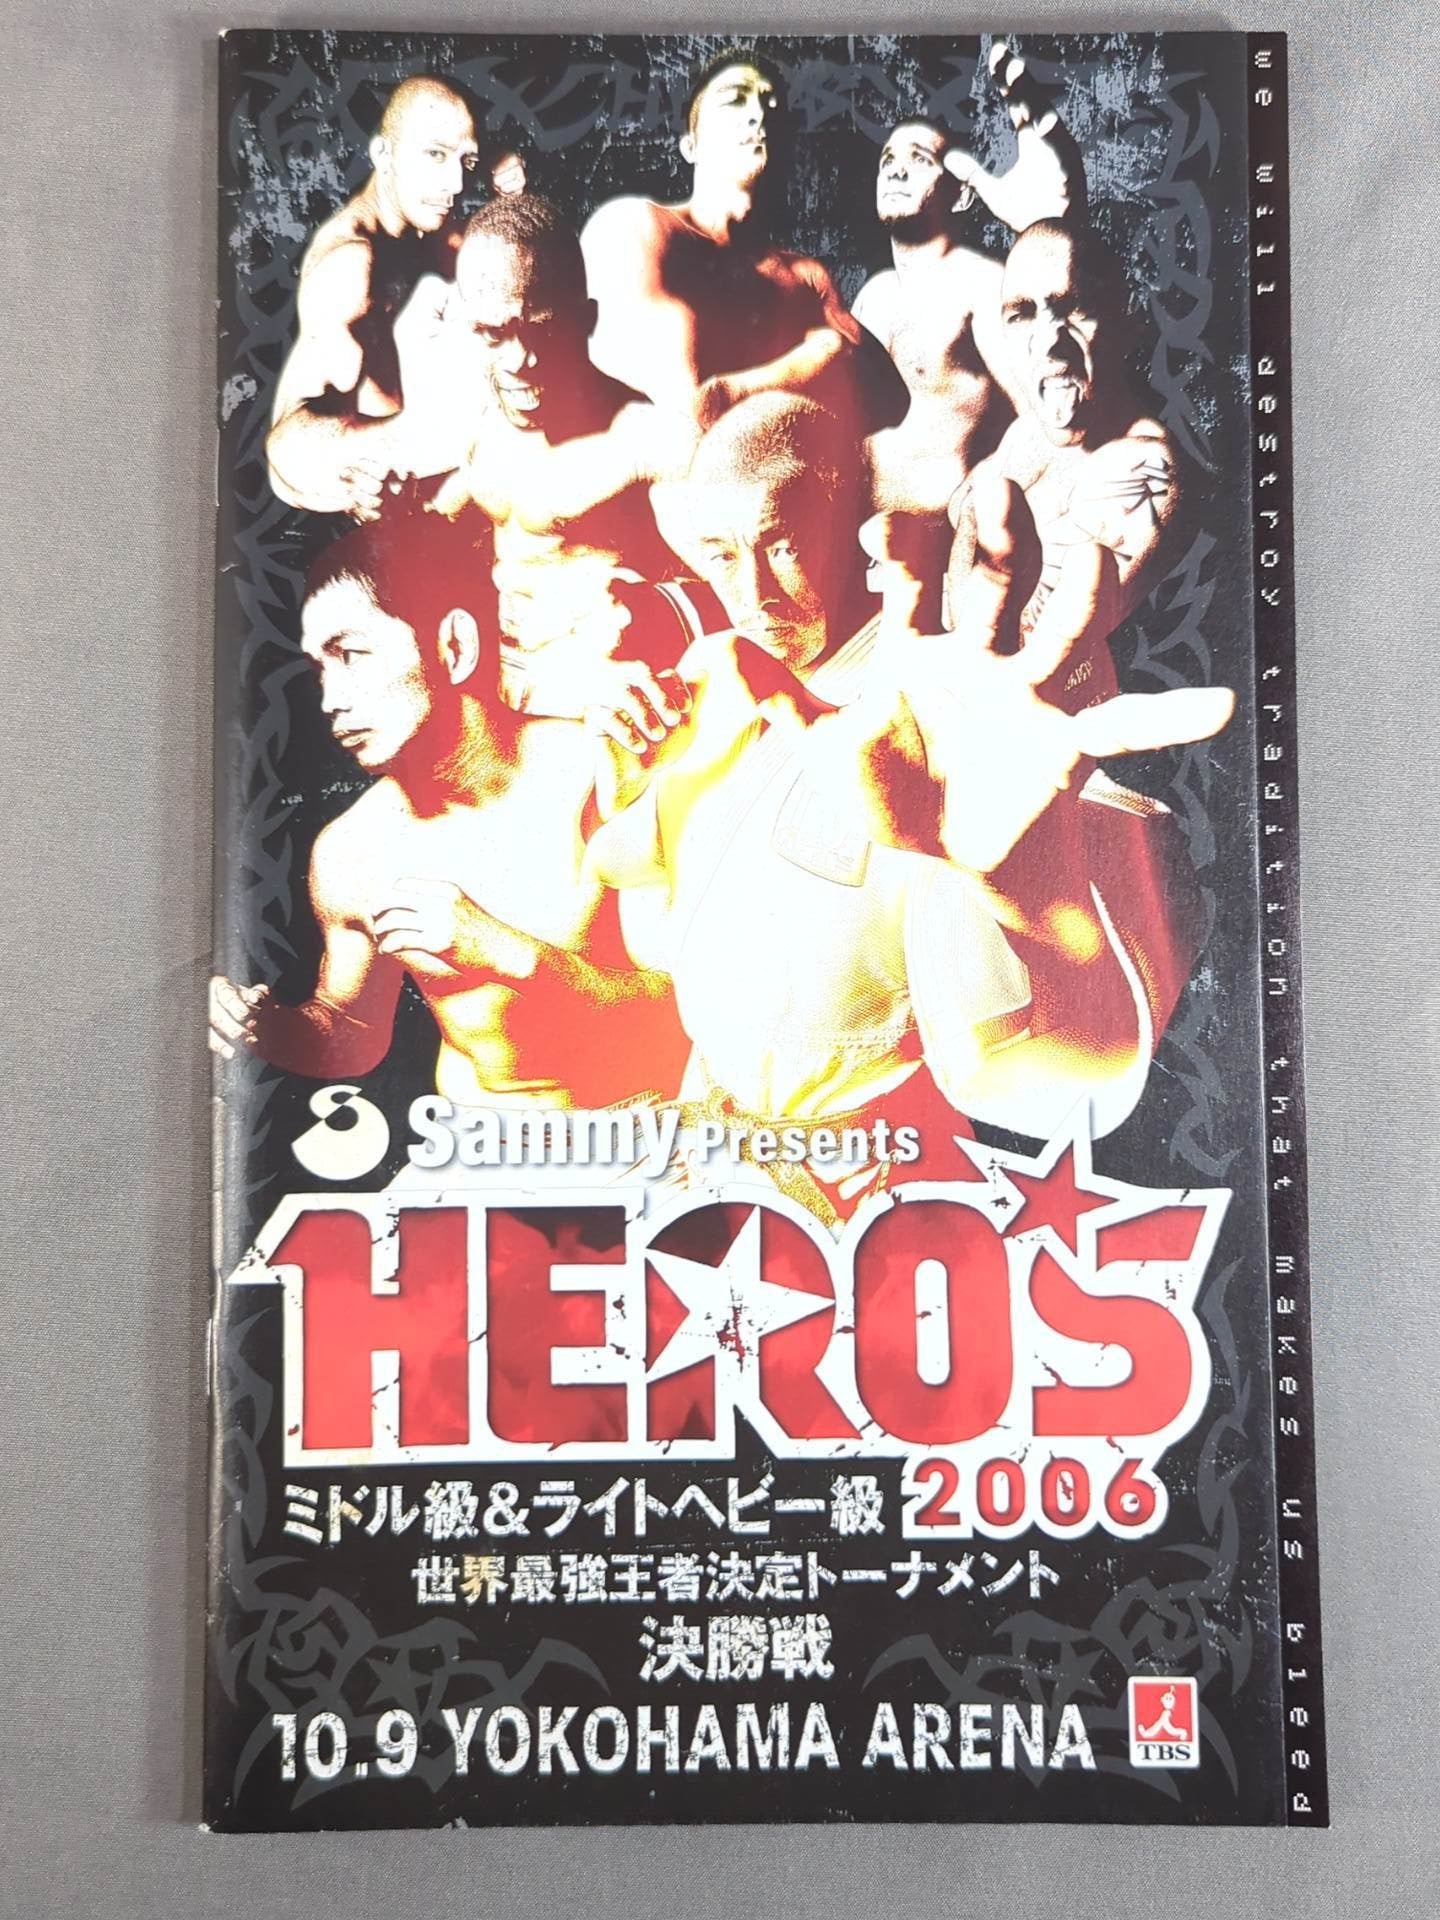 Sammy Presents
HERO'S
2006
ミドル級&ライトヘビー級
世界最強王者決定トーナメント
決勝戦
10.9 YOKOHAMA ARENA
TBS
we will destroy tradition that makes us bleed
家